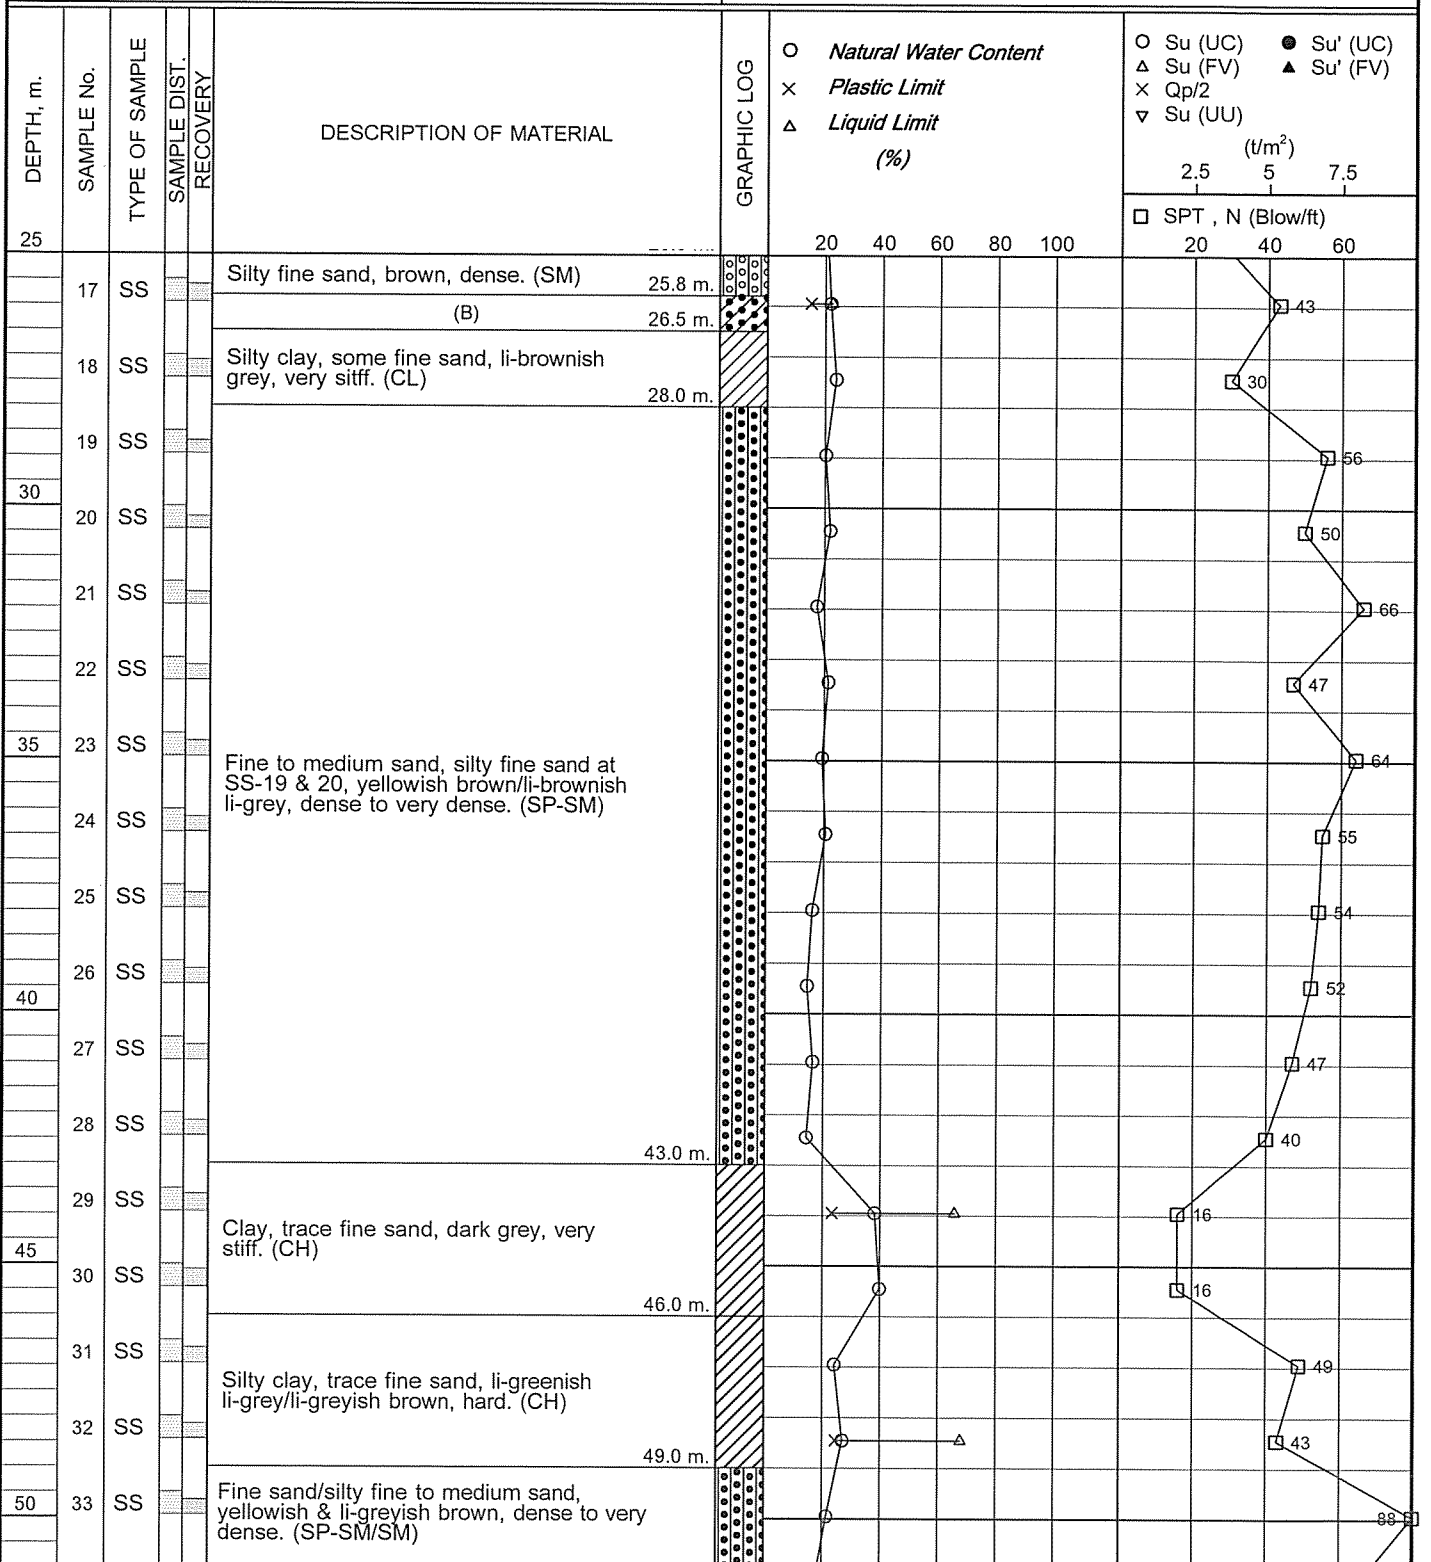 DEPTH, m.
SAMPLE No.
TYPE OF SAMPLE
SAMPLE DIST.
RECOVERY
DESCRIPTION OF MATERIAL
GRAPHIC LOG
Natural Water Content
Plastic Limit
Liquid Limit
(%)
20 40 60 80 100
Su (UC) Su' (UC)
Su (FV) Su' (FV)
Qp/2
Su (UU)
(t/m²)
2.5 5 7.5
SPT , N (Blow/ft)
20 40 60
25
Silty fine sand, brown, dense. (SM)
25.8 m.
17 SS
43
(B)
26.5 m.
Silty clay, some fine sand, li-brownish
grey, very sitff. (CL)
18 SS
30
28.0 m.
19 SS
56
30
20 SS
50
21 SS
66
22 SS
47
35
23 SS
64
Fine to medium sand, silty fine sand at
SS-19 & 20, yellowish brown/li-brownish
li-grey, dense to very dense. (SP-SM)
24 SS
55
25 SS
54
26 SS
52
40
27 SS
47
28 SS
40
43.0 m.
29 SS
16
Clay, trace fine sand, dark grey, very
stiff. (CH)
45
30 SS
16
46.0 m.
31 SS
49
Silty clay, trace fine sand, li-greenish
li-grey/li-greyish brown, hard. (CH)
32 SS
43
49.0 m.
Fine sand/silty fine to medium sand,
yellowish & li-greyish brown, dense to very
dense. (SP-SM/SM)
50
33 SS
88